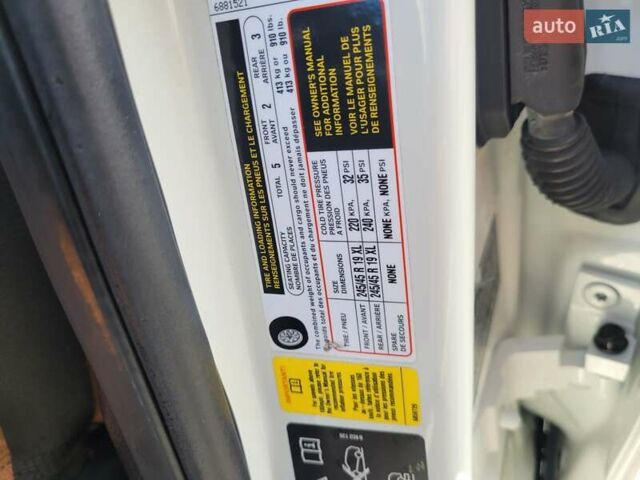 6881521
TIRE AND LOADING INFORMATION
RENSEIGNEMENTS SUR LES PNEUS ET LE CHARGEMENT
SEATING CAPACITY
NOMBRE DE PLACES
TOTAL 5
FRONT 2
AVANT
REAR 3
ARRIÈRE
The combined weight of occupants and cargo should never exceed 413 kg or 910 lbs.
Le poids total des occupants et du chargement ne doit jamais dépasser 413 kg ou 910 lb.
TIRE / PNEU
SIZE
DIMENSIONS
COLD TIRE PRESSURE
PRESSION DES PNEUS
A FROID
FRONT / AVANT 245/45 R 19 XL 220 KPA, 32 PSI
REAR / ARRIÈRE 245/45 R 19 XL 240 KPA, 35 PSI
SPARE
DE SECOURS
NONE NONE KPA, NONE PSI
SEE OWNER'S MANUAL
FOR ADDITIONAL
INFORMATION
VOIR LE MANUEL DE
L'USAGER POUR PLUS
DE RENSEIGNEMENTS
IMPORTANT!
auto RIA
.com